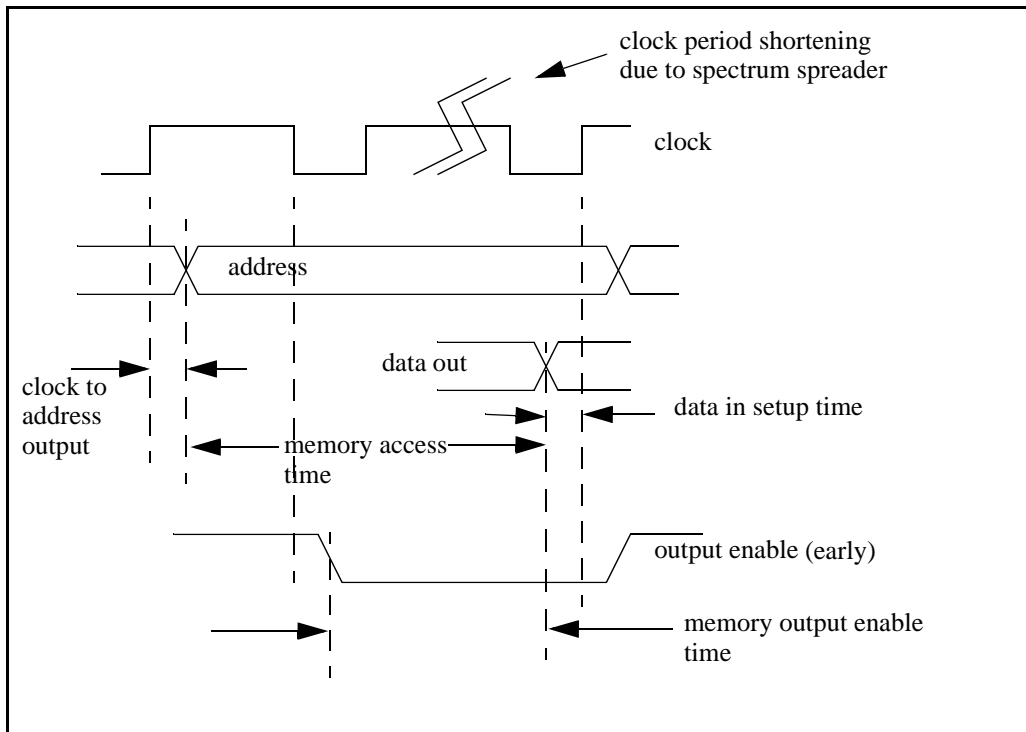 clock period shortening
due to spectrum spreader
clock
address
data out
clock to
address
output
data in setup time
memory access
time
output enable (early)
memory output enable
time